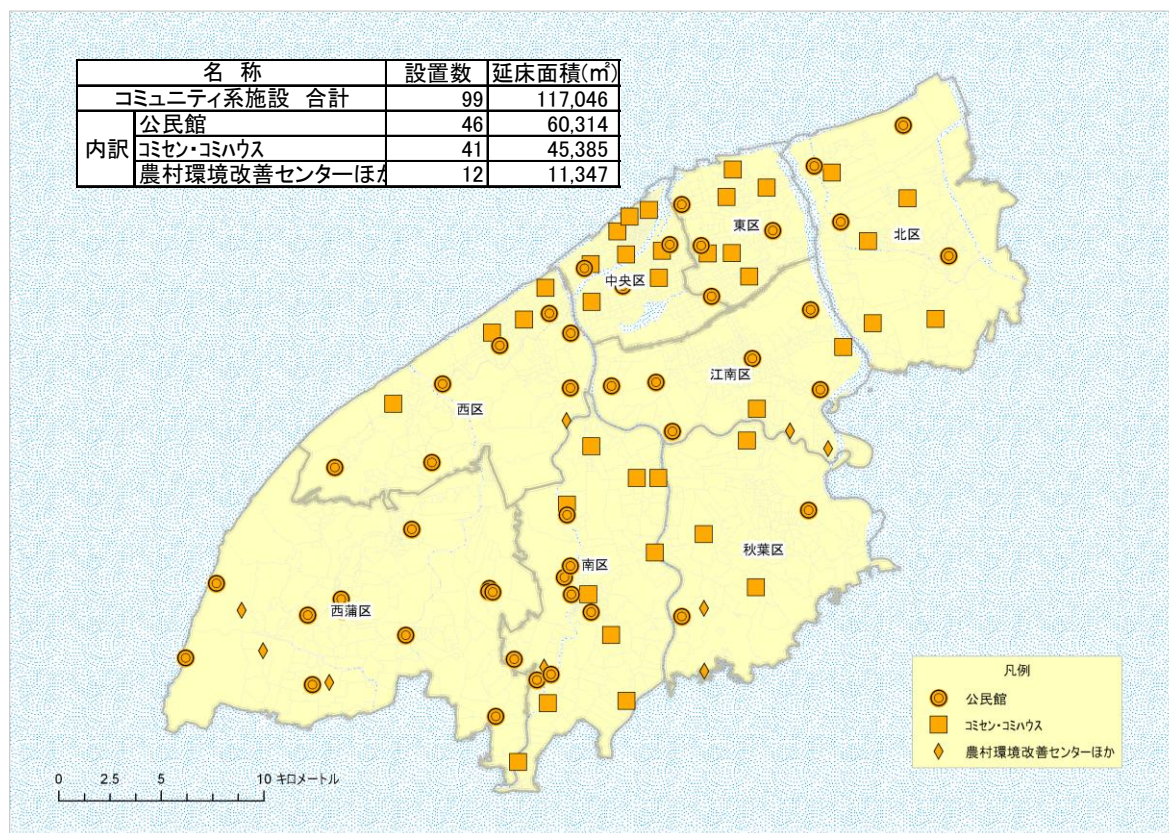 名 称 設置数 延床面積(㎡)
コミュニティ系施設 合計 99 117,046
内訳 公民館 46 60,314
コミセン・コミハウス 41 45,385
農村環境改善センターほか 12 11,347
東区
北区
中央区
江南区
西区
秋葉区
南区
西蒲区
凡例
公民館
コミセン・コミハウス
農村環境改善センターほか
0 2.5 5 10 キロメートル